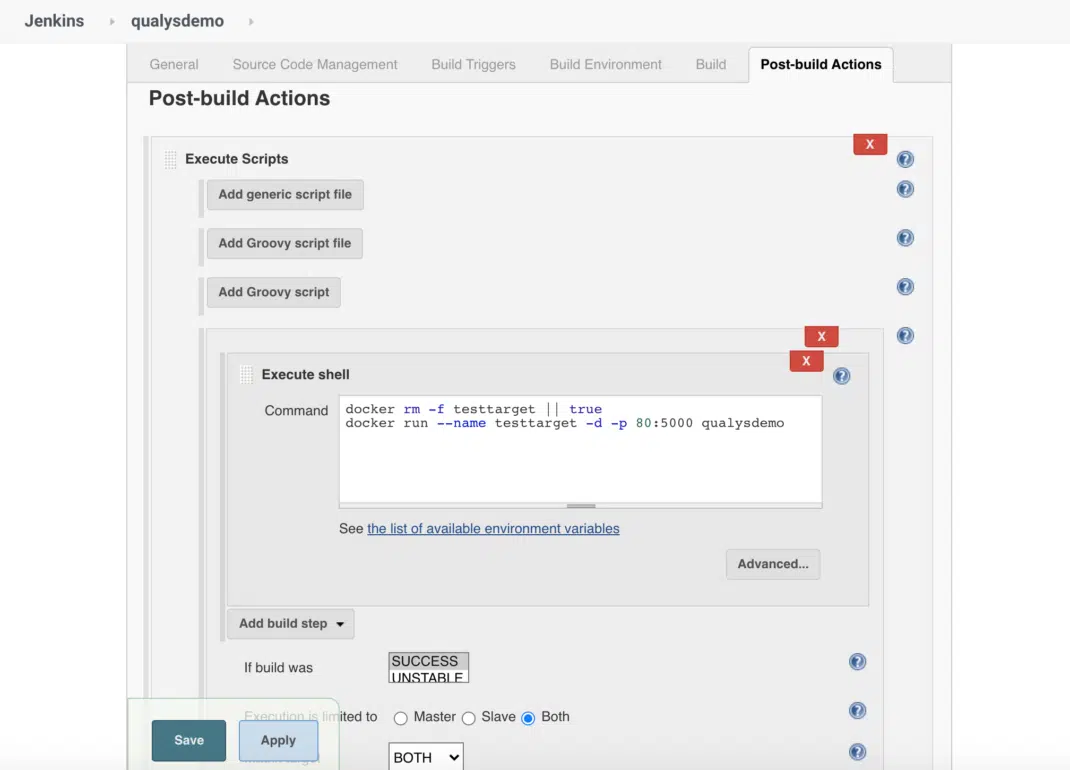 Jenkins qualysdemo
General Source Code Management Build Triggers Build Environment Build Post-build Actions
Post-build Actions
X
Execute Scripts
Add generic script file
Add Groovy script file
Add Groovy script
X
X
Execute shell
Command
docker rm -f testtarget || true
docker run --name testtarget -d -p 80:5000 qualysdemo
See the list of available environment variables
Advanced...
Add build step
If build was
SUCCESS
UNSTABLE
Execution is limited to Master Slave Both
Save Apply
BOTH